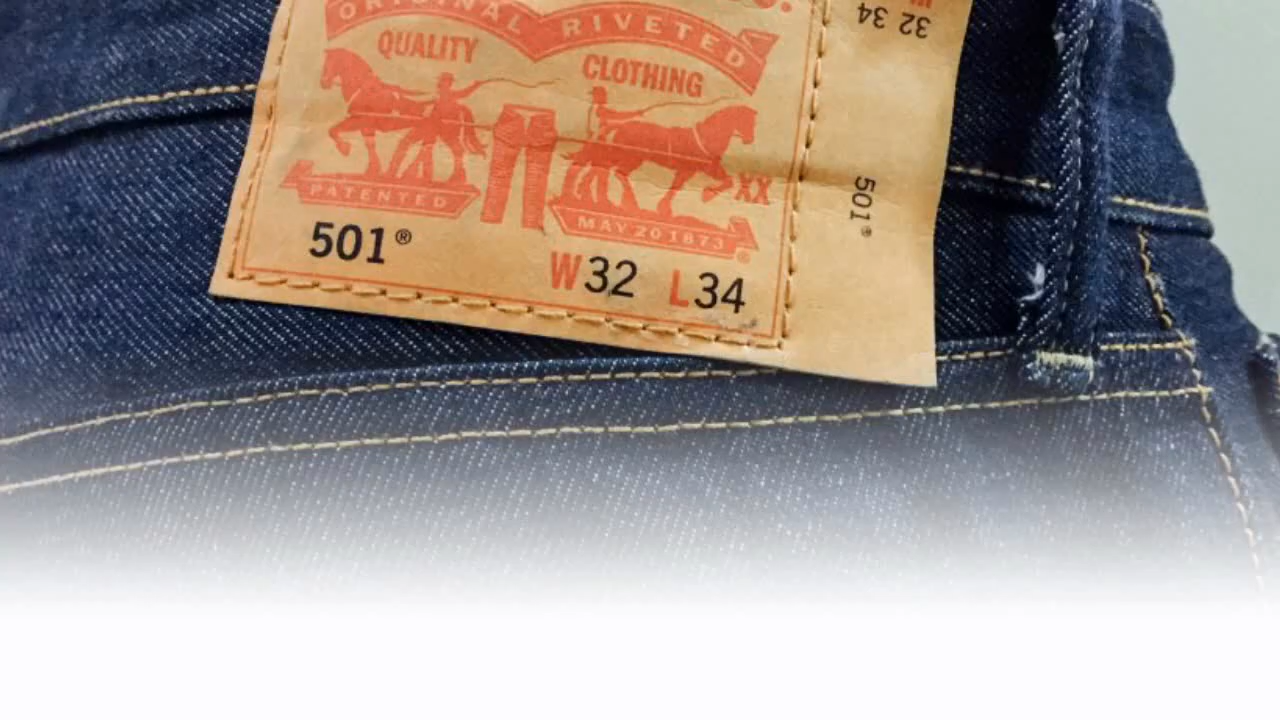 ORIGINAL RIVETED
QUALITY CLOTHING
XX
PATENTED
MAY 20 1873
®
501®
W32 L34
32 34
501®